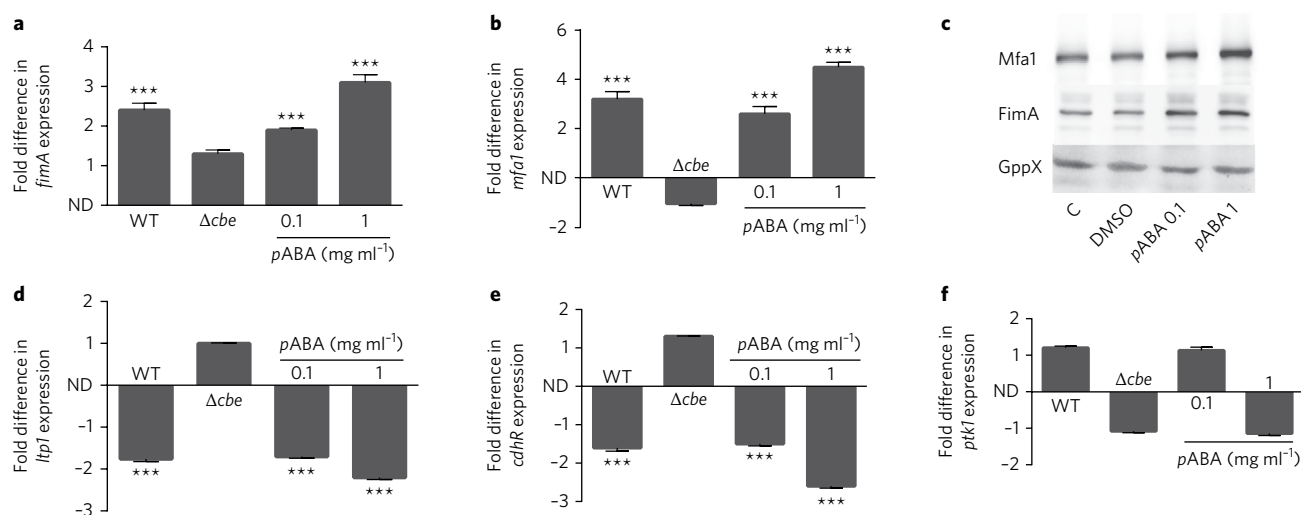 a
Fold difference in
fimA expression
4
3
2
1
ND
***
***
***
WT
Δcbe
0.1
1
pABA (mg ml⁻¹)
b
Fold difference in
mfa1 expression
6
4
2
ND
−2
***
***
***
Δcbe
WT
0.1
1
pABA (mg ml⁻¹)
c
Mfa1
FimA
GppX
C
DMSO
pABA 0.1
pABA 1
d
Fold difference in
ltp1 expression
2
1
ND
−1
−2
−3
pABA (mg ml⁻¹)
WT
0.1
1
Δcbe
***
***
***
e
Fold difference in
cdhR expression
2
1
ND
−1
−2
−3
pABA (mg ml⁻¹)
WT
0.1
1
Δcbe
***
***
***
f
Fold difference in
ptk1 expression
2
1
ND
−1
−2
Δcbe
1
WT
0.1
pABA (mg ml⁻¹)